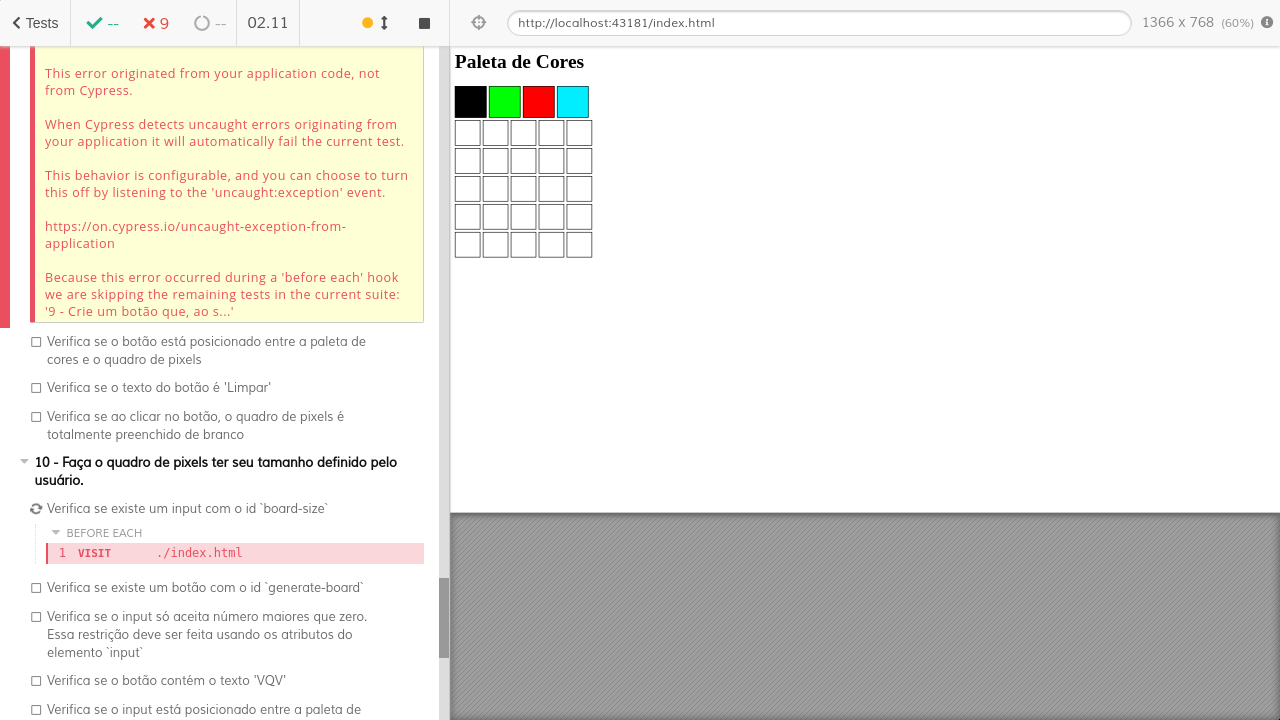 Tests
--
9
--
02.11
http://localhost:43181/index.html
1366 x 768 (60%)
This error originated from your application code, not
from Cypress.
When Cypress detects uncaught errors originating from
your application it will automatically fail the current test.
This behavior is configurable, and you can choose to turn
this off by listening to the 'uncaught:exception' event.
https://on.cypress.io/uncaught-exception-from-
application
Because this error occurred during a 'before each' hook
we are skipping the remaining tests in the current suite:
'9 - Crie um botão que, ao s...'
Verifica se o botão está posicionado entre a paleta de
cores e o quadro de pixels
Verifica se o texto do botão é 'Limpar'
Verifica se ao clicar no botão, o quadro de pixels é
totalmente preenchido de branco
10 - Faça o quadro de pixels ter seu tamanho definido pelo
usuário.
Verifica se existe um input com o id `board-size`
BEFORE EACH
1 VISIT ./index.html
Verifica se existe um botão com o id `generate-board`
Verifica se o input só aceita número maiores que zero.
Essa restrição deve ser feita usando os atributos do
elemento `input`
Verifica se o botão contém o texto 'VQV'
Verifica se o input está posicionado entre a paleta de
Paleta de Cores